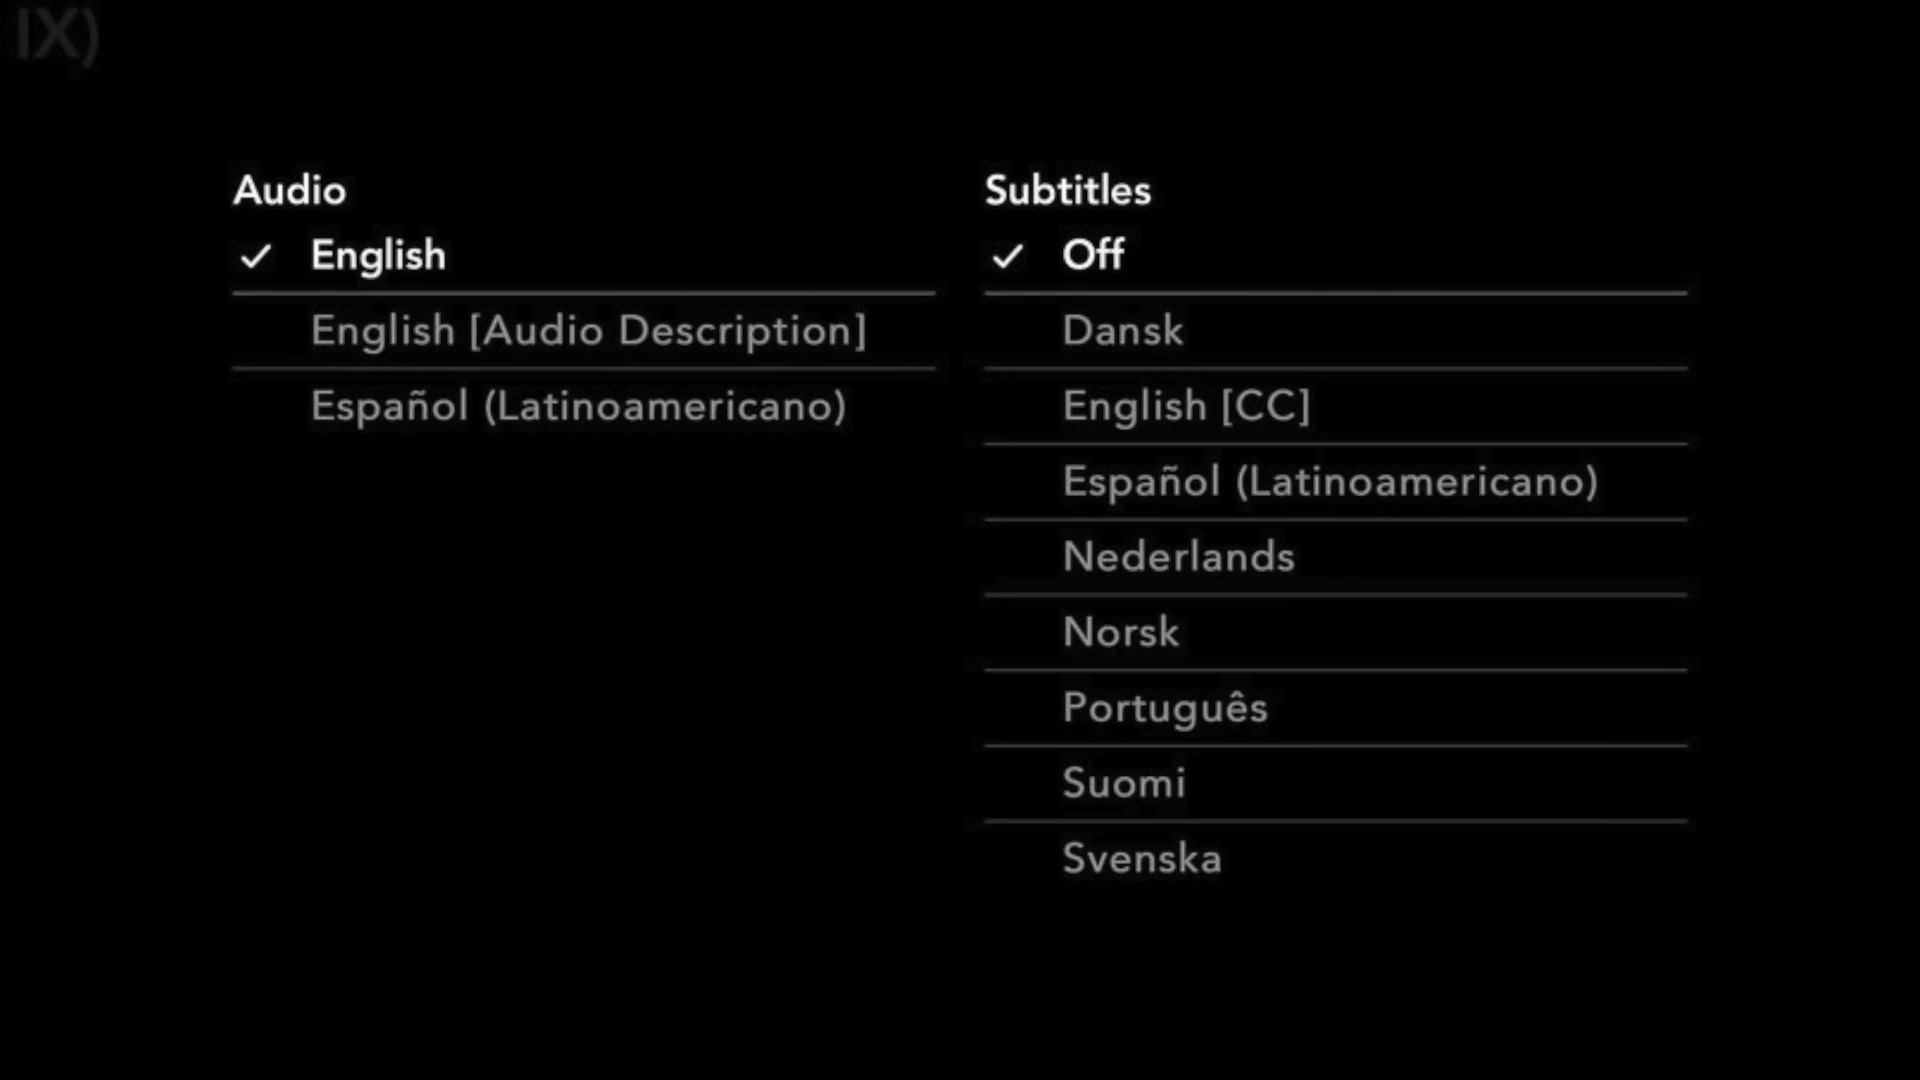 IX)
Audio
✓ English
English [Audio Description]
Español (Latinoamericano)
Subtitles
✓ Off
Dansk
English [CC]
Español (Latinoamericano)
Nederlands
Norsk
Português
Suomi
Svenska